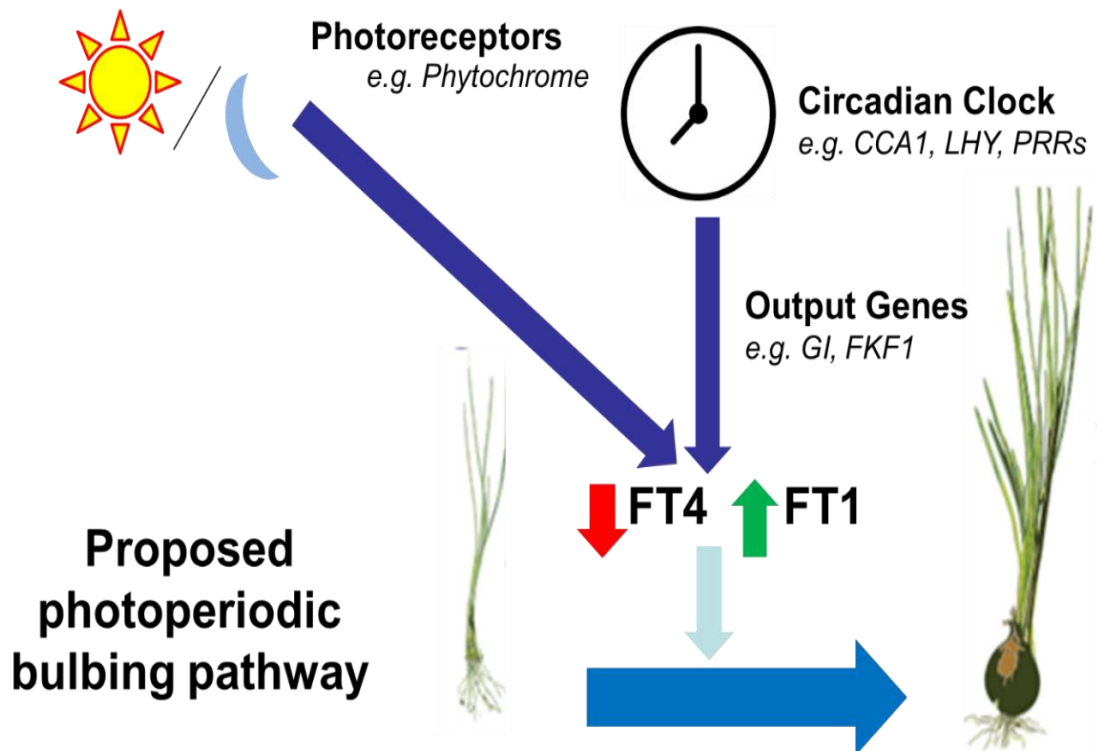 Photoreceptors
e.g. Phytochrome
Circadian Clock
e.g. CCA1, LHY, PRRs
Output Genes
e.g. GI, FKF1
FT4 FT1
Proposed
photoperiodic
bulbing pathway